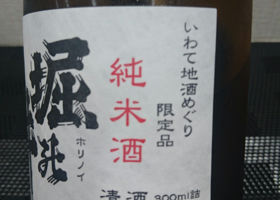 いわて地酒めぐり
限定品
純米酒
堀の井
ホリノイ
清酒 300ml詰